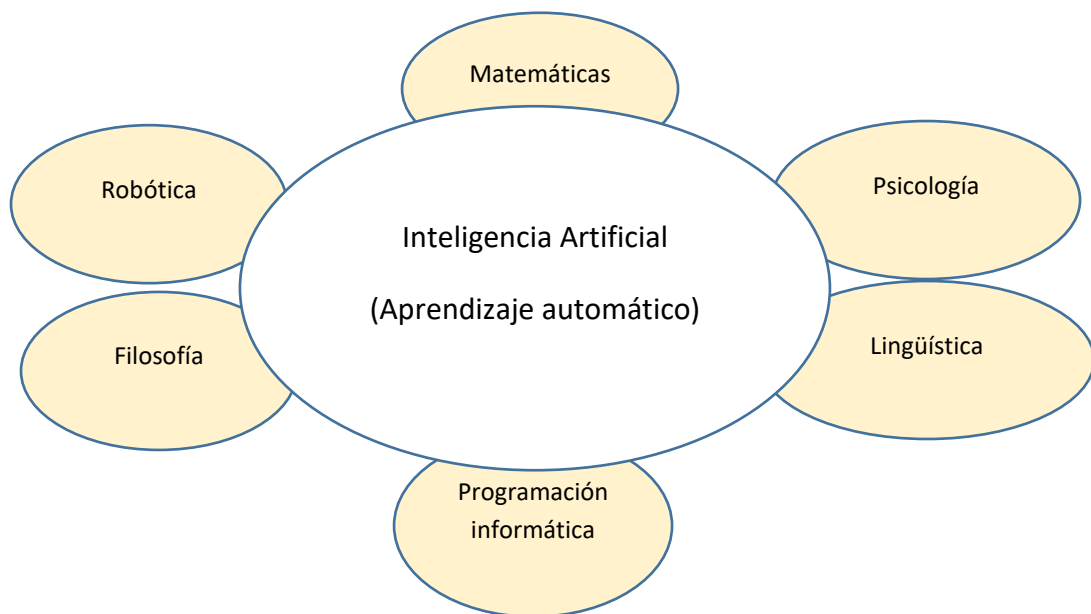 Matemáticas
Robótica
Psicología
Inteligencia Artificial
(Aprendizaje automático)
Filosofía
Lingüística
Programación
informática